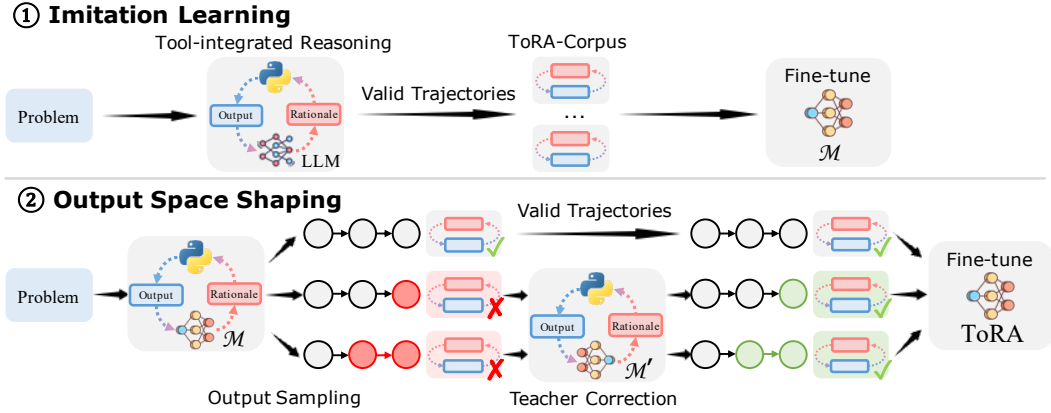 ① Imitation Learning
Tool-integrated Reasoning
ToRA-Corpus
Problem
Output
Rationale
LLM
Valid Trajectories
...
Fine-tune
M
② Output Space Shaping
Problem
Output
Rationale
M
Output Sampling
Valid Trajectories
Output
Rationale
M′
Teacher Correction
Fine-tune
ToRA